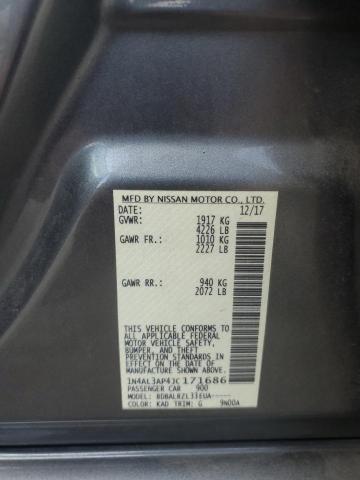 MFD BY NISSAN MOTOR CO., LTD.
DATE: 12/17
GVWR: 1917 KG
4226 LB
GAWR FR.: 1010 KG
2227 LB
GAWR RR.: 940 KG
2072 LB
THIS VEHICLE CONFORMS TO
ALL APPLICABLE FEDERAL
MOTOR VEHICLE SAFETY,
BUMPER, AND THEFT
PREVENTION STANDARDS IN
EFFECT ON THE DATE OF
MANUFACTURE SHOWN ABOVE.
1N4AL3AP4JC171686
PASSENGER CAR 900
MODEL: BDBALRZL33EUA-----
COLOR: KAD TRIM: G 9N00A